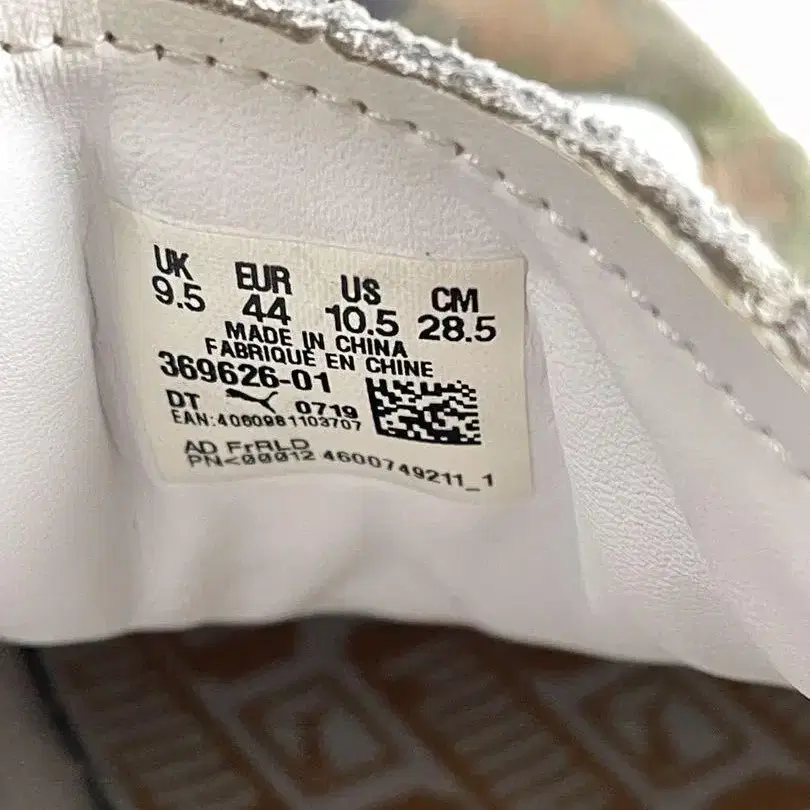 UK EUR US CM
9.5 44 10.5 28.5
MADE IN CHINA
FABRIQUÉ EN CHINE
369626-01
DT 0719
EAN:4060981103707
AD FrRLD
PN<00012 4600749211_1